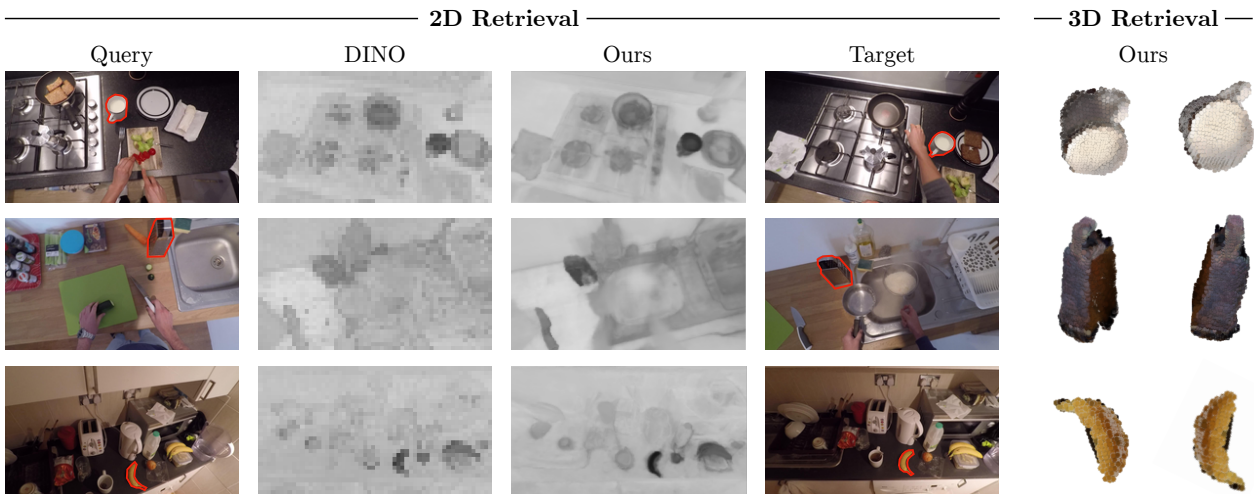 2D Retrieval
3D Retrieval
Query
DINO
Ours
Target
Ours